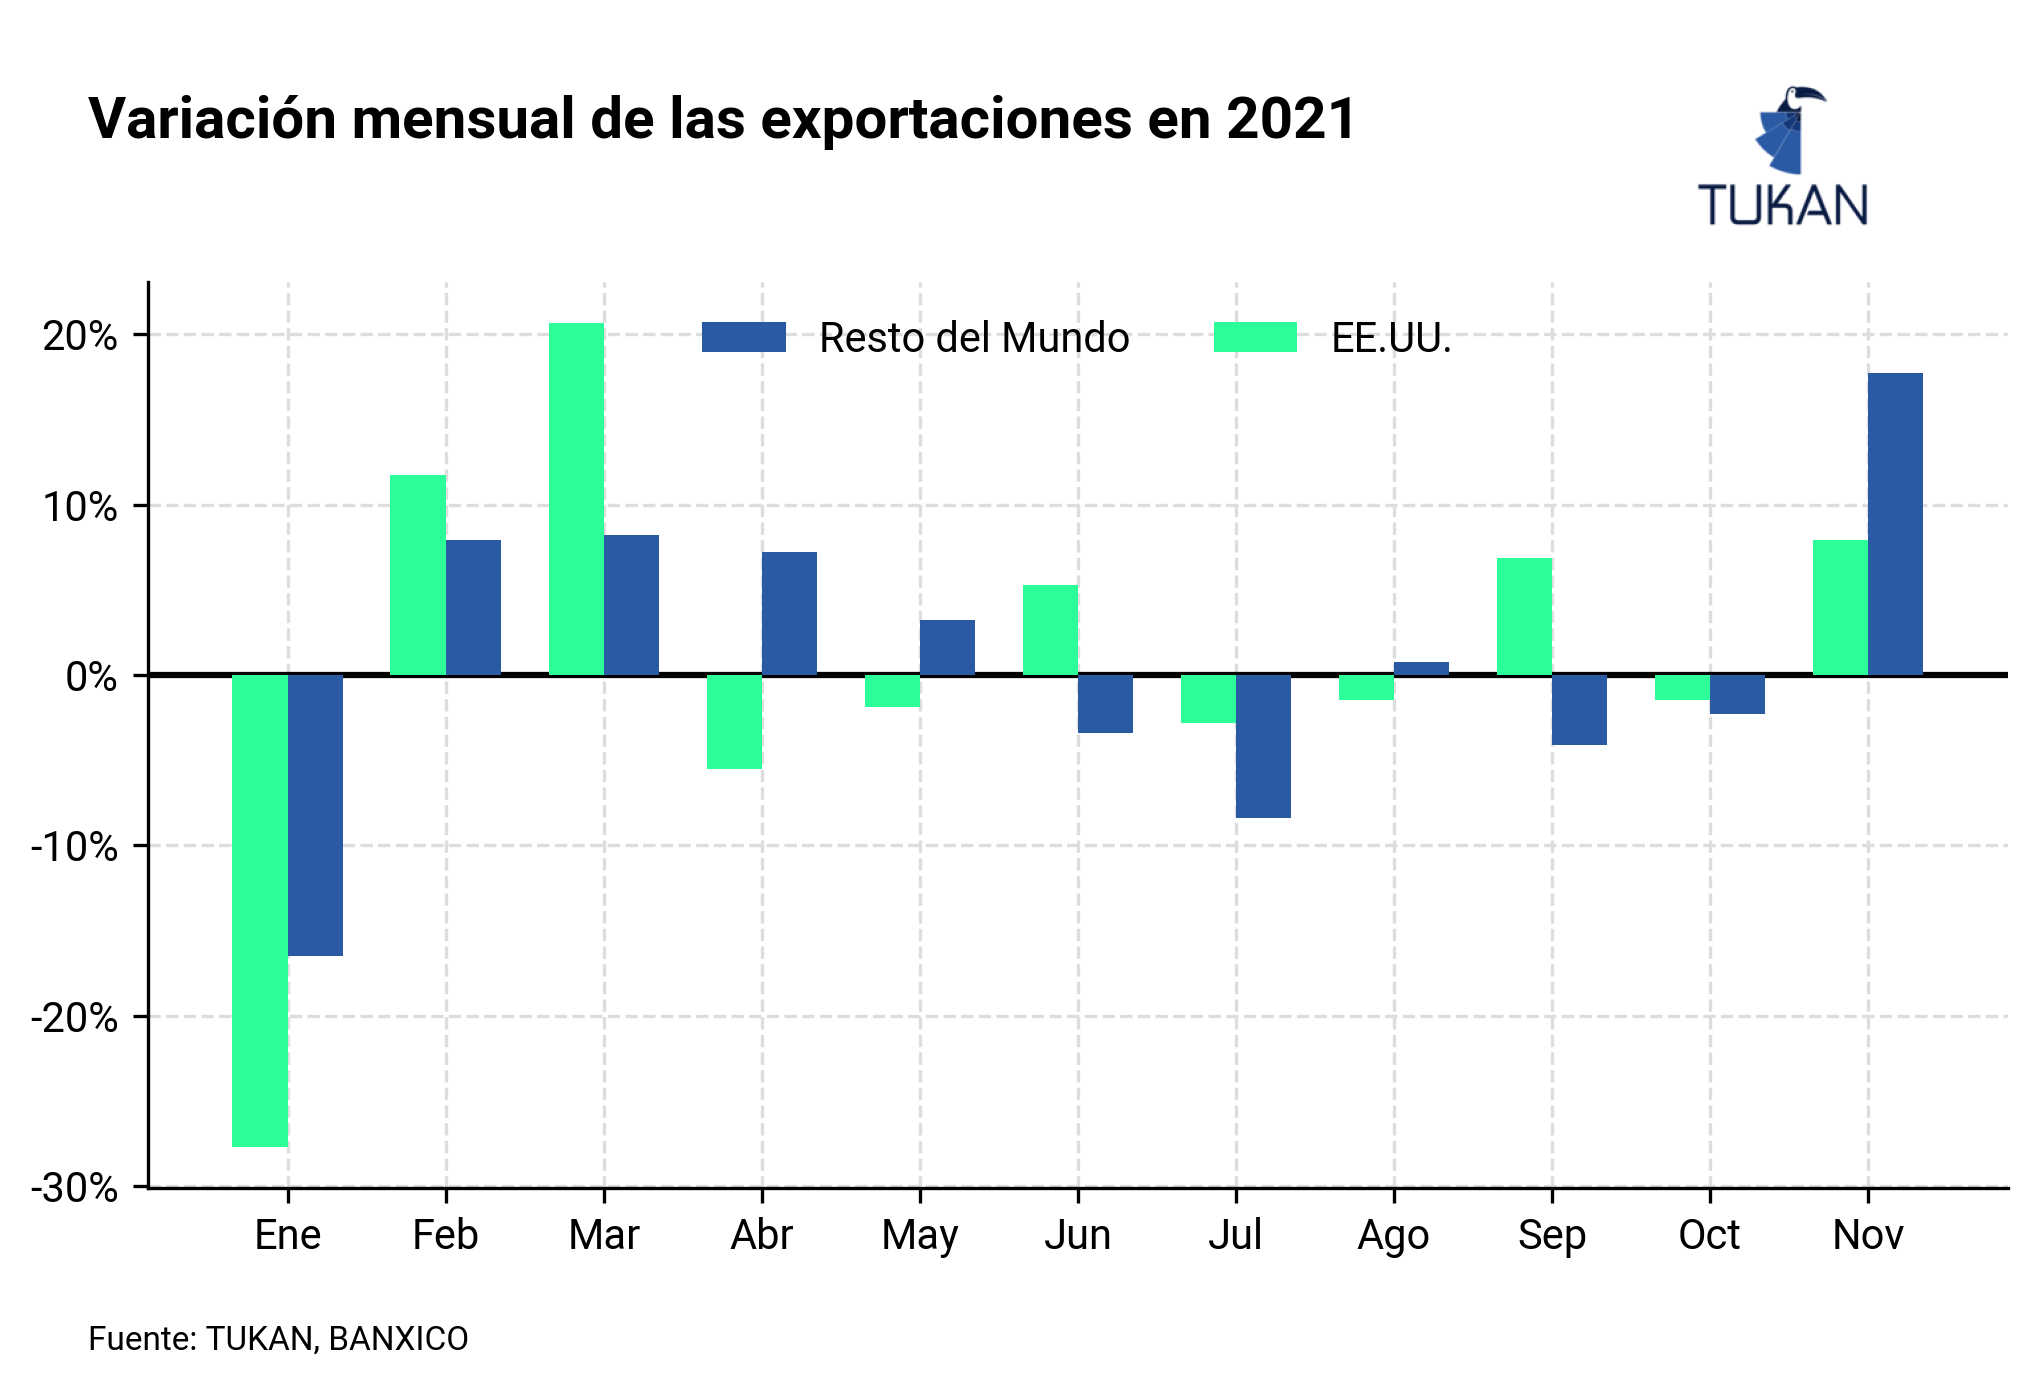 Variación mensual de las exportaciones en 2021
TUKAN
Resto del Mundo
EE.UU.
20%
10%
0%
-10%
-20%
-30%
Ene
Feb
Mar
Abr
May
Jun
Jul
Ago
Sep
Oct
Nov
Fuente: TUKAN, BANXICO